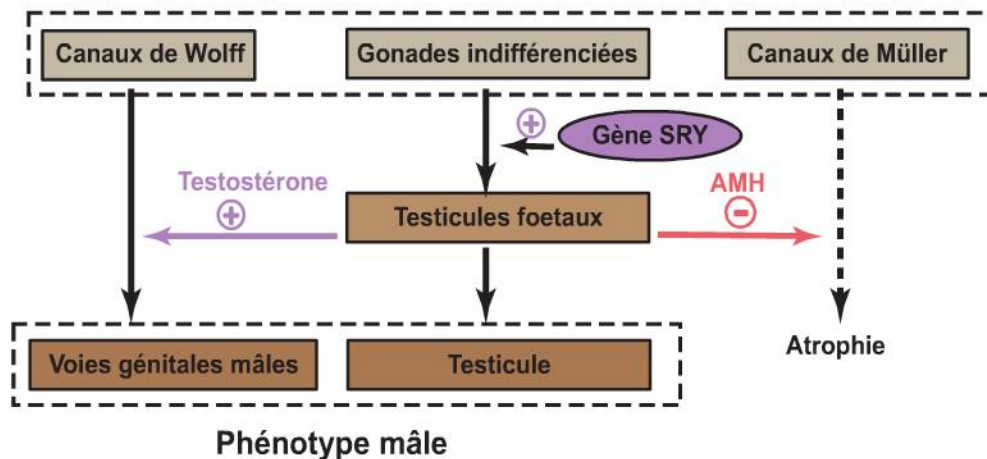 Canaux de Wolff
Gonades indifférenciées
Canaux de Müller
+
Gène SRY
Testostérone
+
AMH
-
Testicules foetaux
Voies génitales mâles
Testicule
Atrophie
Phénotype mâle